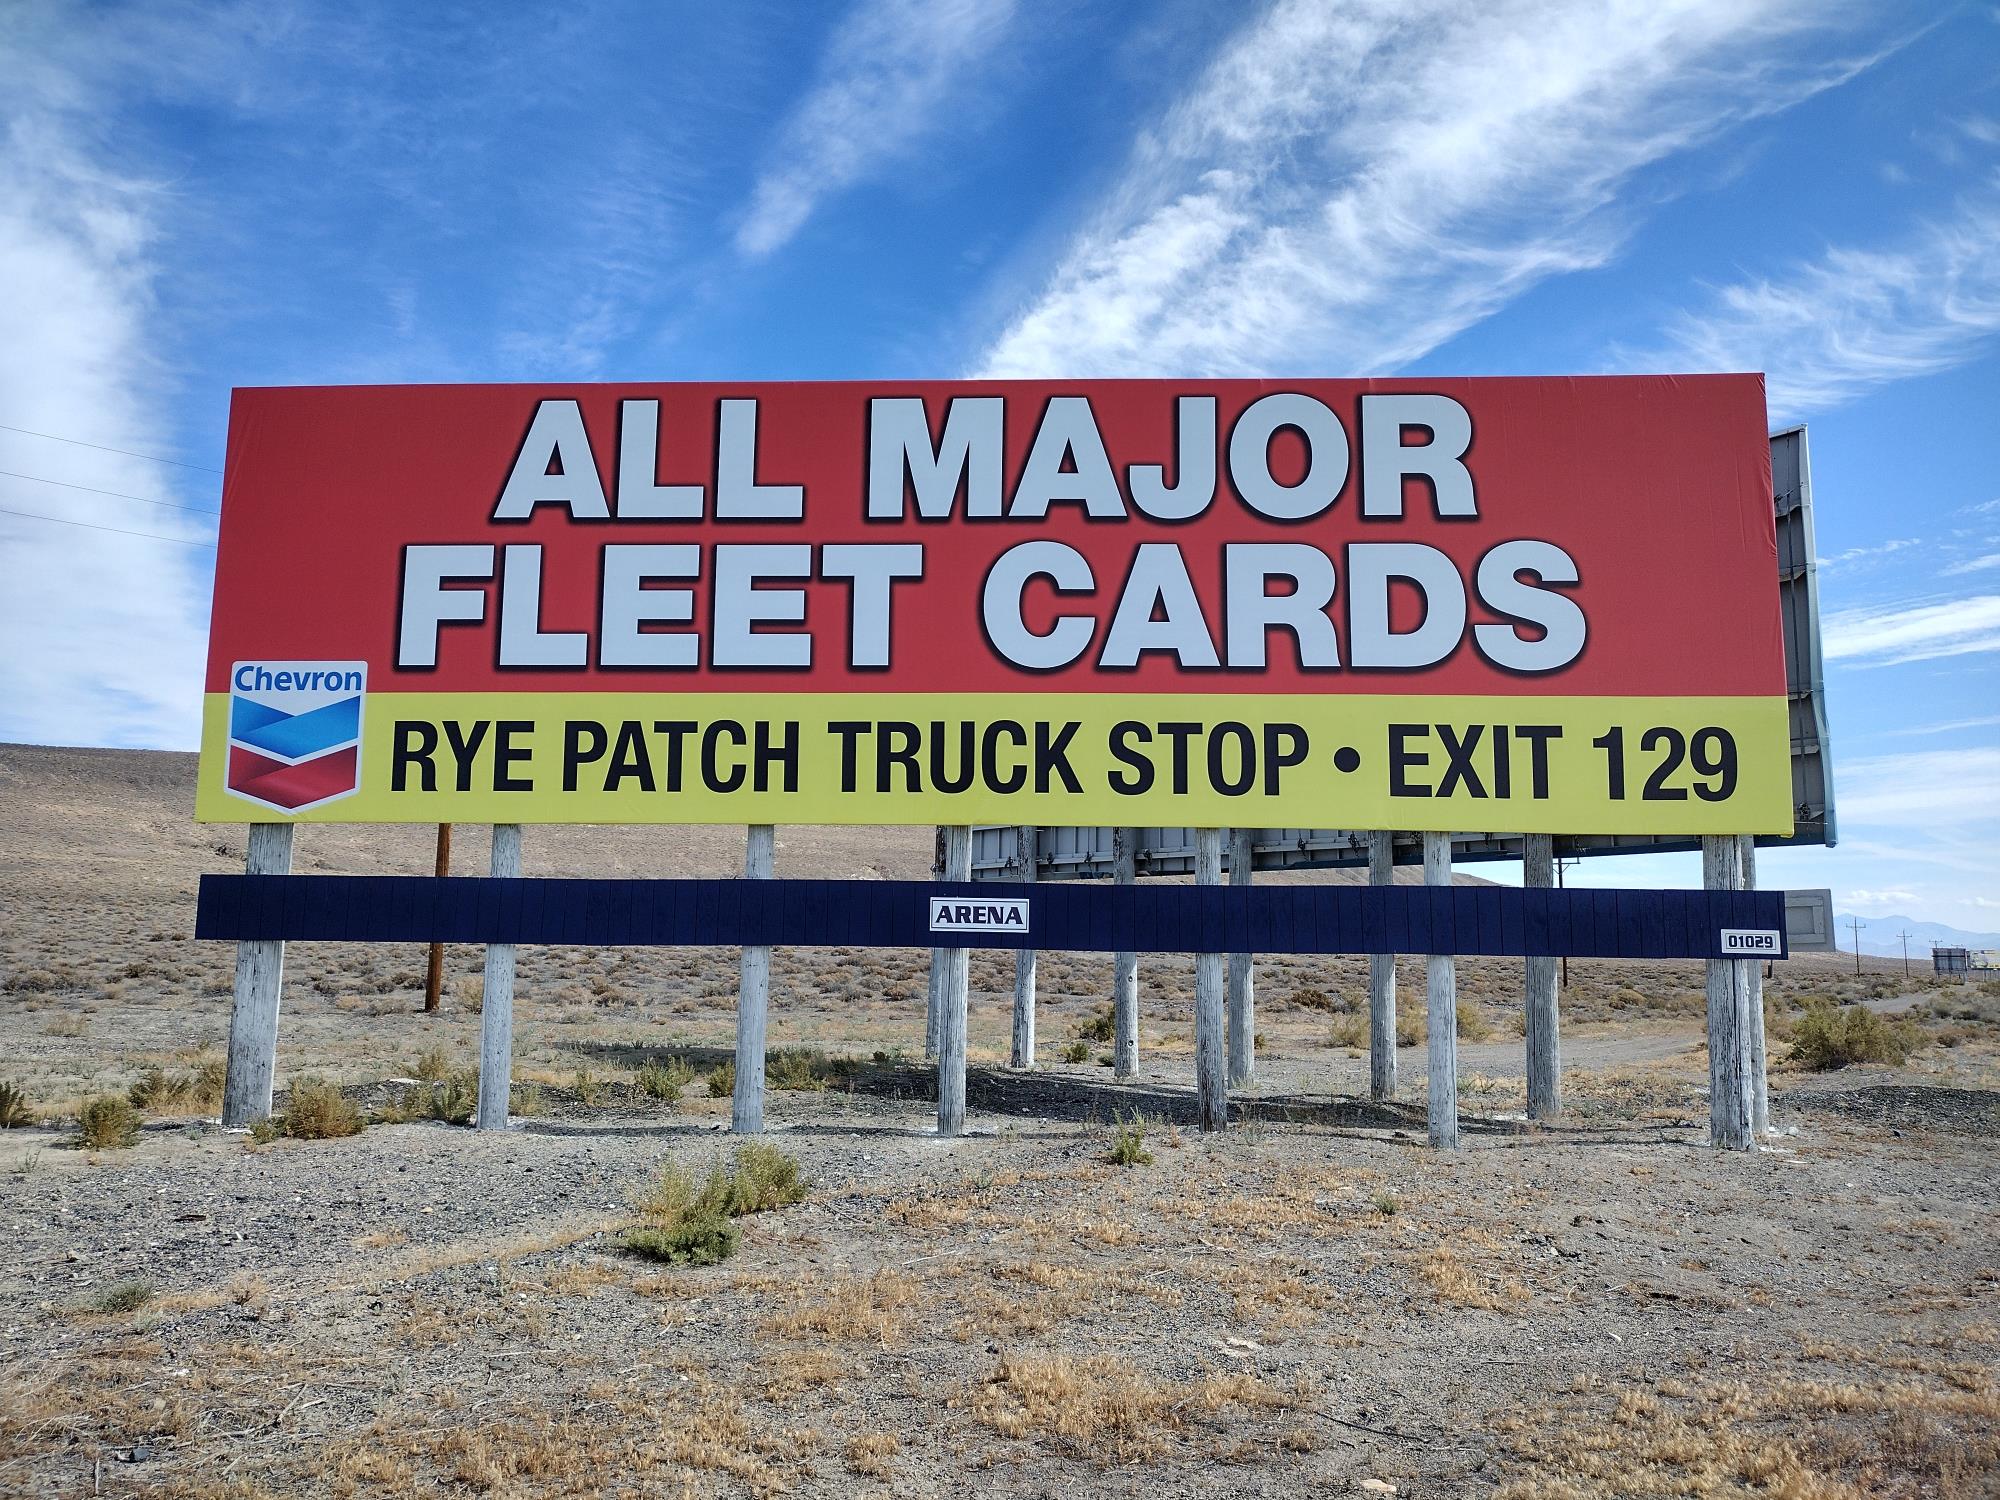 ALL MAJOR
FLEET CARDS
Chevron
RYE PATCH TRUCK STOP • EXIT 129
ARENA
01029